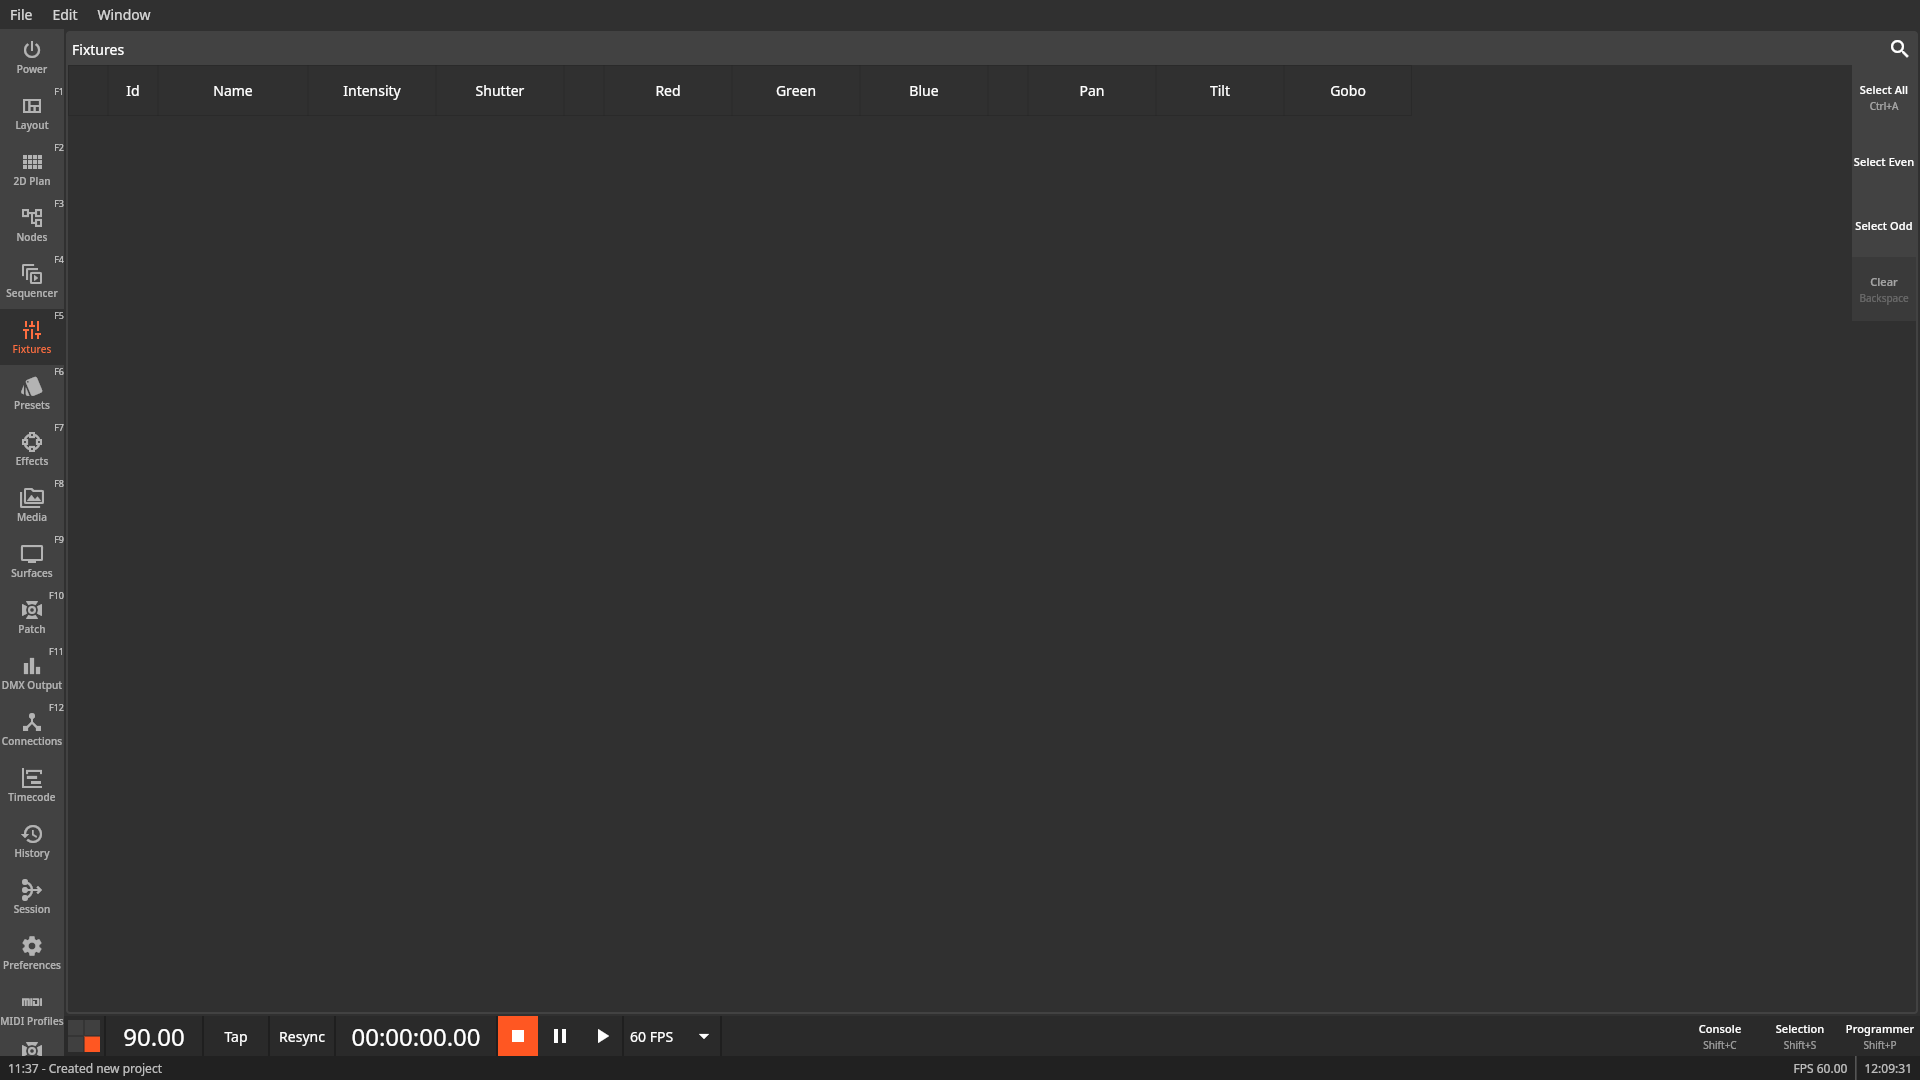 File Edit Window
Power
F1
Layout
F2
2D Plan
F3
Nodes
F4
Sequencer
F5
Fixtures
F6
Presets
F7
Effects
F8
Media
F9
Surfaces
F10
Patch
F11
DMX Output
F12
Connections
Timecode
History
Session
Preferences
MIDI
MIDI Profiles
Fixtures
Id Name Intensity Shutter Red Green Blue Pan Tilt Gobo
Select All
Ctrl+A
Select Even
Select Odd
Clear
Backspace
90.00 Tap Resync 00:00:00.00 60 FPS
Console
Shift+C
Selection
Shift+S
Programmer
Shift+P
11:37 - Created new project
FPS 60.00 12:09:31